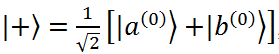 |+⟩ = 1/√2 [|a⁽⁰⁾⟩ + |b⁽⁰⁾⟩]